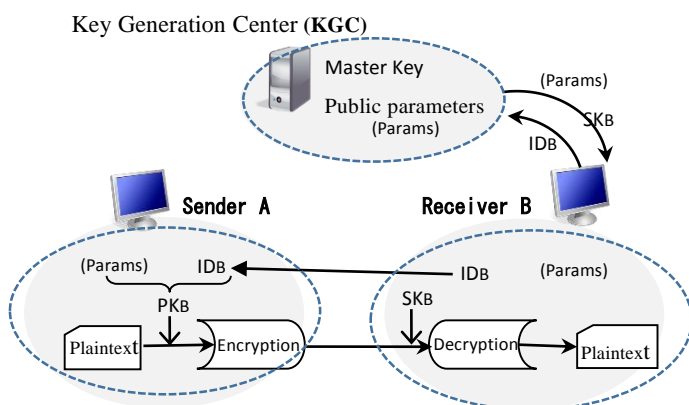 Key Generation Center (KGC)
Master Key
Public parameters
(Params)
(Params)
SKB
IDB
Sender A
Receiver B
(Params)
IDB
IDB
(Params)
PKB
SKB
Plaintext
Encryption
Decryption
Plaintext